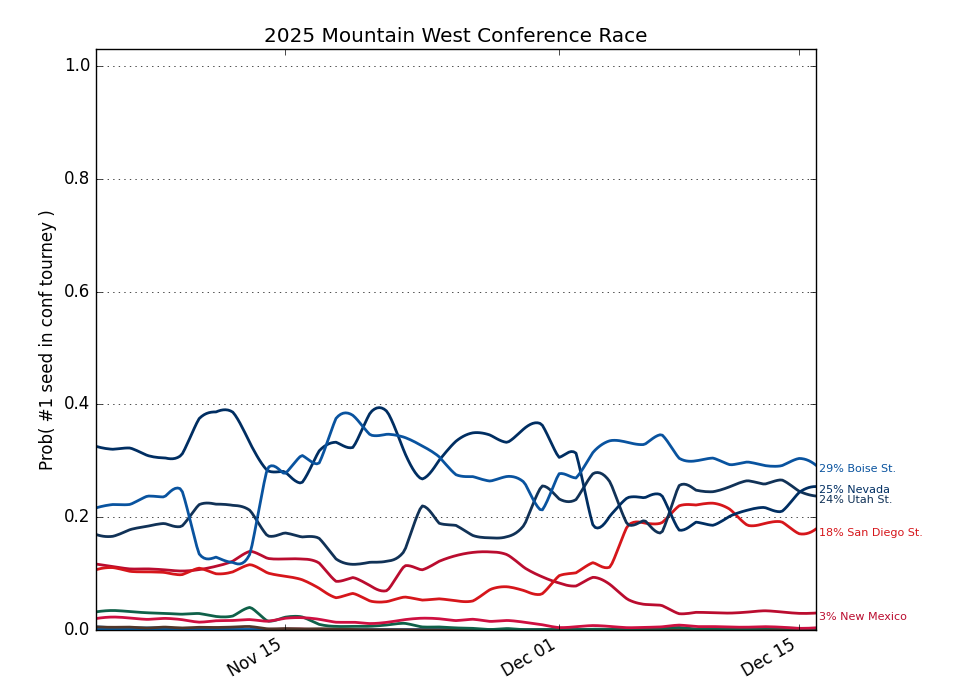 2025 Mountain West Conference Race
Prob( #1 seed in conf tourney )
1.0
0.8
0.6
0.4
0.2
0.0
Nov 15
Dec 01
Dec 15
29% Boise St.
25% Nevada
24% Utah St.
18% San Diego St.
3% New Mexico